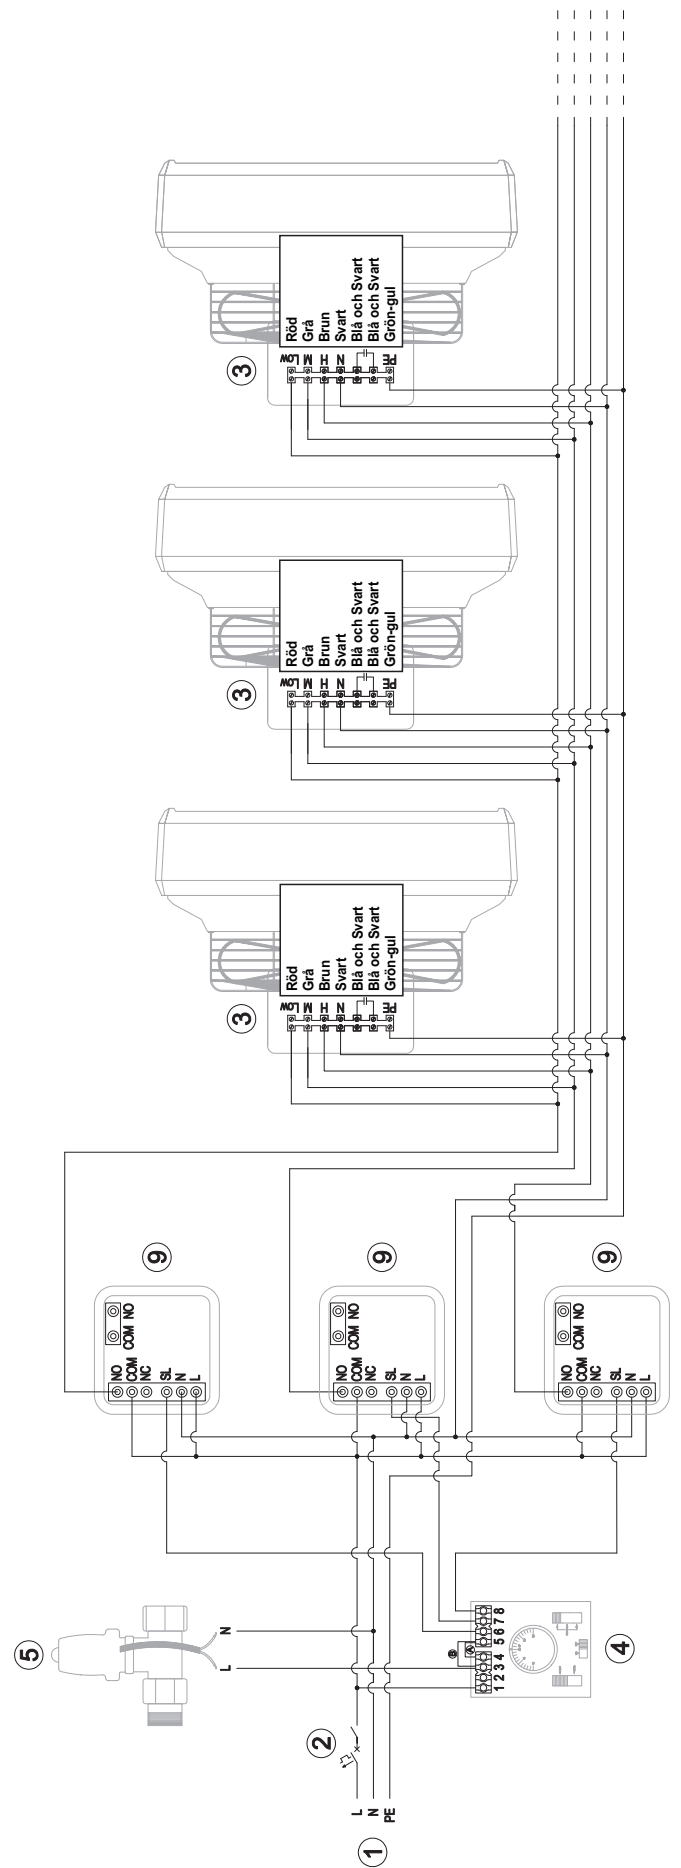 Röd
Grå
Brun
Svart
Blå och Svart
Blå och Svart
Grön-gul
LOW
M
H
N
PE
3
Röd
Grå
Brun
Svart
Blå och Svart
Blå och Svart
Grön-gul
LOW
M
H
N
PE
3
Röd
Grå
Brun
Svart
Blå och Svart
Blå och Svart
Grön-gul
LOW
M
H
N
PE
3
9
COM NO
NO
COM
NC
SL
N
L
9
COM NO
NO
COM
NC
SL
N
L
9
COM NO
NO
COM
NC
SL
N
L
5
N
L
1 2 3 4 5 6 7 8
A
B
4
2
L
N
PE
1